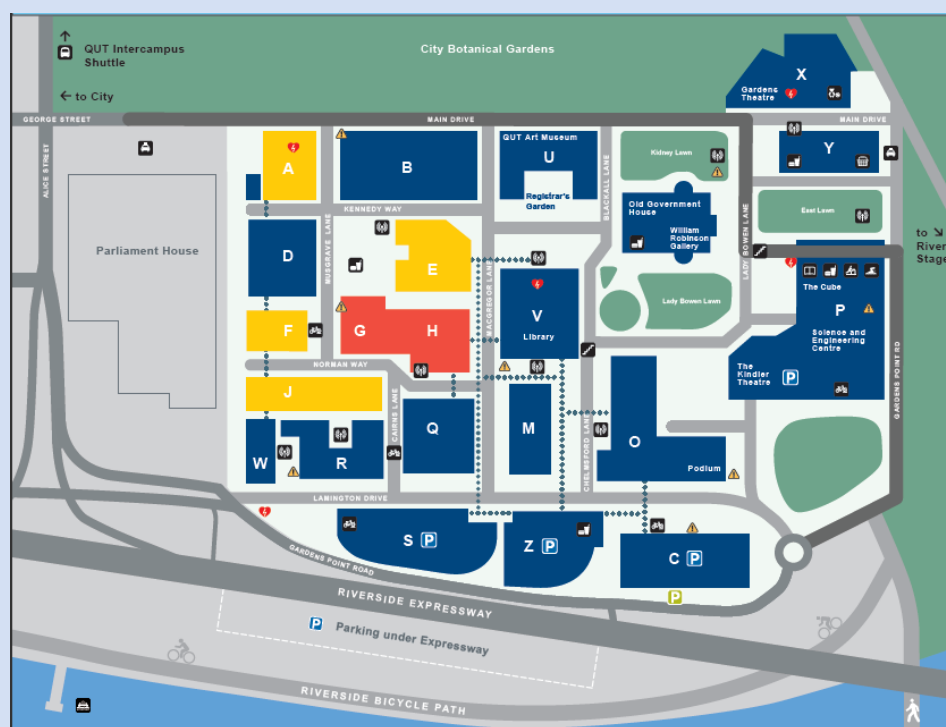 QUT Intercampus
Shuttle
City Botanical Gardens
← to City
X
Gardens
Theatre
GEORGE STREET
MAIN DRIVE
MAIN DRIVE
ALICE STREET
A
B
QUT Art Museum
U
Registrar's
Garden
BLACKALL LANE
Kidney Lawn
Y
KENNEDY WAY
Old Government
House
William
Robinson
Gallery
East Lawn
LADY BOWEN LANE
to ↘
River
Stage
Parliament House
D
MUSGRAVE LANE
E
MACGREGOR LANE
V
Library
Lady Bowen Lawn
The Cube
P
Science and
Engineering
Centre
F
G
H
NORMAN WAY
The
Kindler
Theatre
P
GARDENS POINT RD
J
CAIRNS LANE
Q
M
CHELMSFORD LANE
O
Podium
W
R
LAMINGTON DRIVE
S P
Z P
C P
GARDENS POINT ROAD
P
RIVERSIDE EXPRESSWAY
P Parking under Expressway
RIVERSIDE BICYCLE PATH